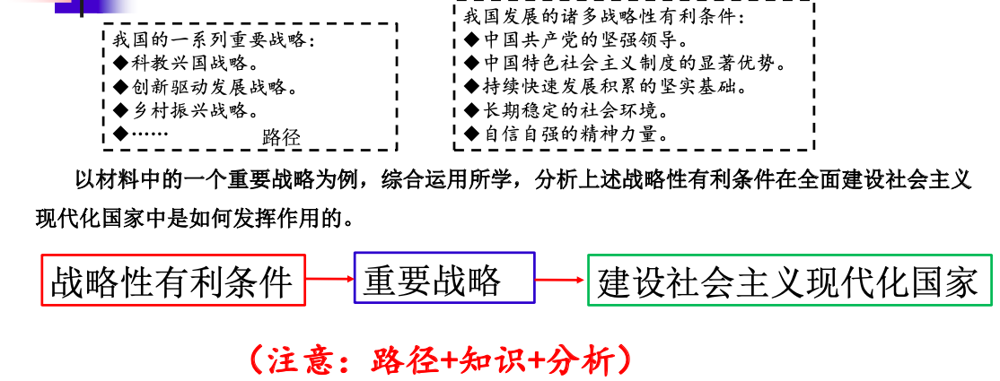 我国的一系列重要战略：
◆科教兴国战略。
◆创新驱动发展战略。
◆乡村振兴战略。
◆……
路径
我国发展的诸多战略性有利条件：
◆中国共产党的坚强领导。
◆中国特色社会主义制度的显著优势。
◆持续快速发展积累的坚实基础。
◆长期稳定的社会环境。
◆自信自强的精神力量。
以材料中的一个重要战略为例，综合运用所学，分析上述战略性有利条件在全面建设社会主义
现代化国家中是如何发挥作用的。
战略性有利条件
重要战略
建设社会主义现代化国家
（注意：路径+知识+分析）